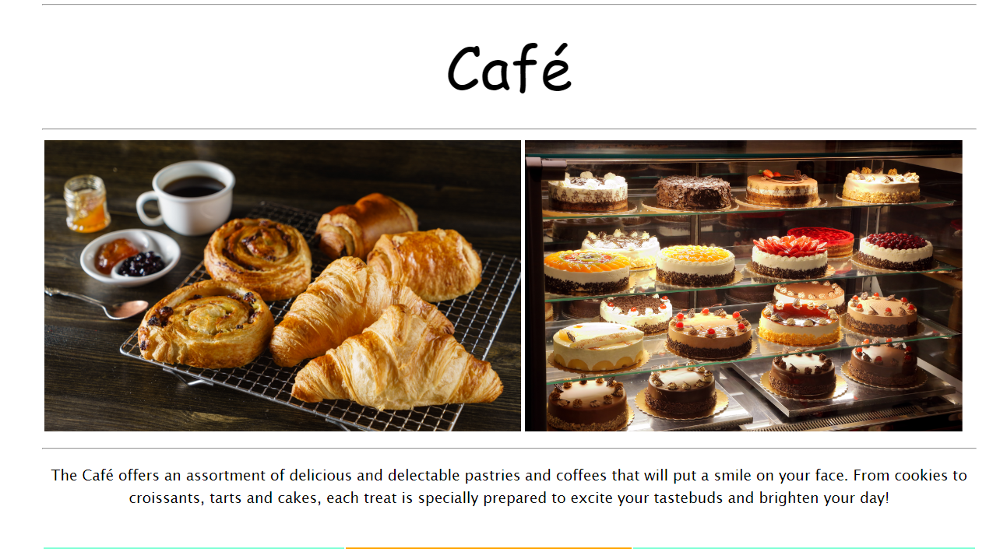 Café
The Café offers an assortment of delicious and delectable pastries and coffees that will put a smile on your face. From cookies to
croissants, tarts and cakes, each treat is specially prepared to excite your tastebuds and brighten your day!